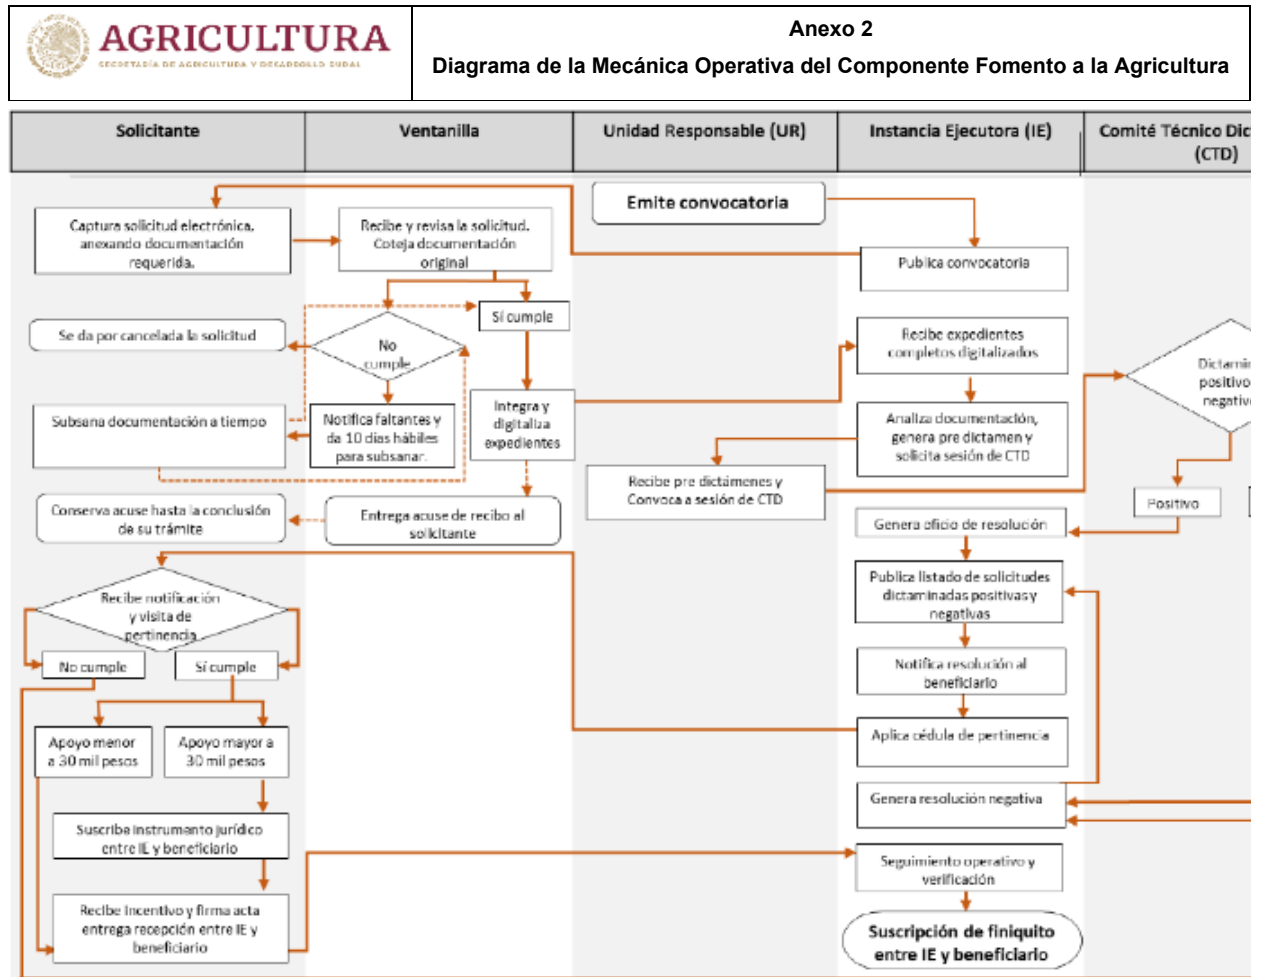 AGRICULTURA
SECRETARÍA DE AGRICULTURA Y DESARROLLO RURAL
Anexo 2
Diagrama de la Mecánica Operativa del Componente Fomento a la Agricultura
Solicitante
Ventanilla
Unidad Responsable (UR)
Instancia Ejecutora (IE)
Comité Técnico Dic
(CTD)
Emite convocatoria
Captura solicitud electrónica,
anexando documentación
requerida.
Recibe y revisa la solicitud.
Coteja documentación
original
Publica convocatoria
Se da por cancelada la solicitud
No
cumple
Sí cumple
Recibe expedientes
completos digitalizados
Dictamin
positivo
negativo
Subsana documentación a tiempo
Notifica faltantes y
da 10 días hábiles
para subsanar.
Integra y
digitaliza
expedientes
Analiza documentación,
genera pre dictamen y
solicita sesión de CTD
Recibe pre dictámenes y
Convoca a sesión de CTD
Positivo
Conserva acuse hasta la conclusión
de su trámite
Entrega acuse de recibo al
solicitante
Genera oficio de resolución
Publica listado de solicitudes
dictaminadas positivas y
negativas
Recibe notificación
y visita de
pertinencia
No cumple
Sí cumple
Notifica resolución al
beneficiario
Apoyo menor
a 30 mil pesos
Apoyo mayor a
30 mil pesos
Aplica cédula de pertinencia
Genera resolución negativa
Suscribe instrumento jurídico
entre IE y beneficiario
Seguimiento operativo y
verificación
Recibe incentivo y firma acta
entrega recepción entre IE y
beneficiario
Suscripción de finiquito
entre IE y beneficiario